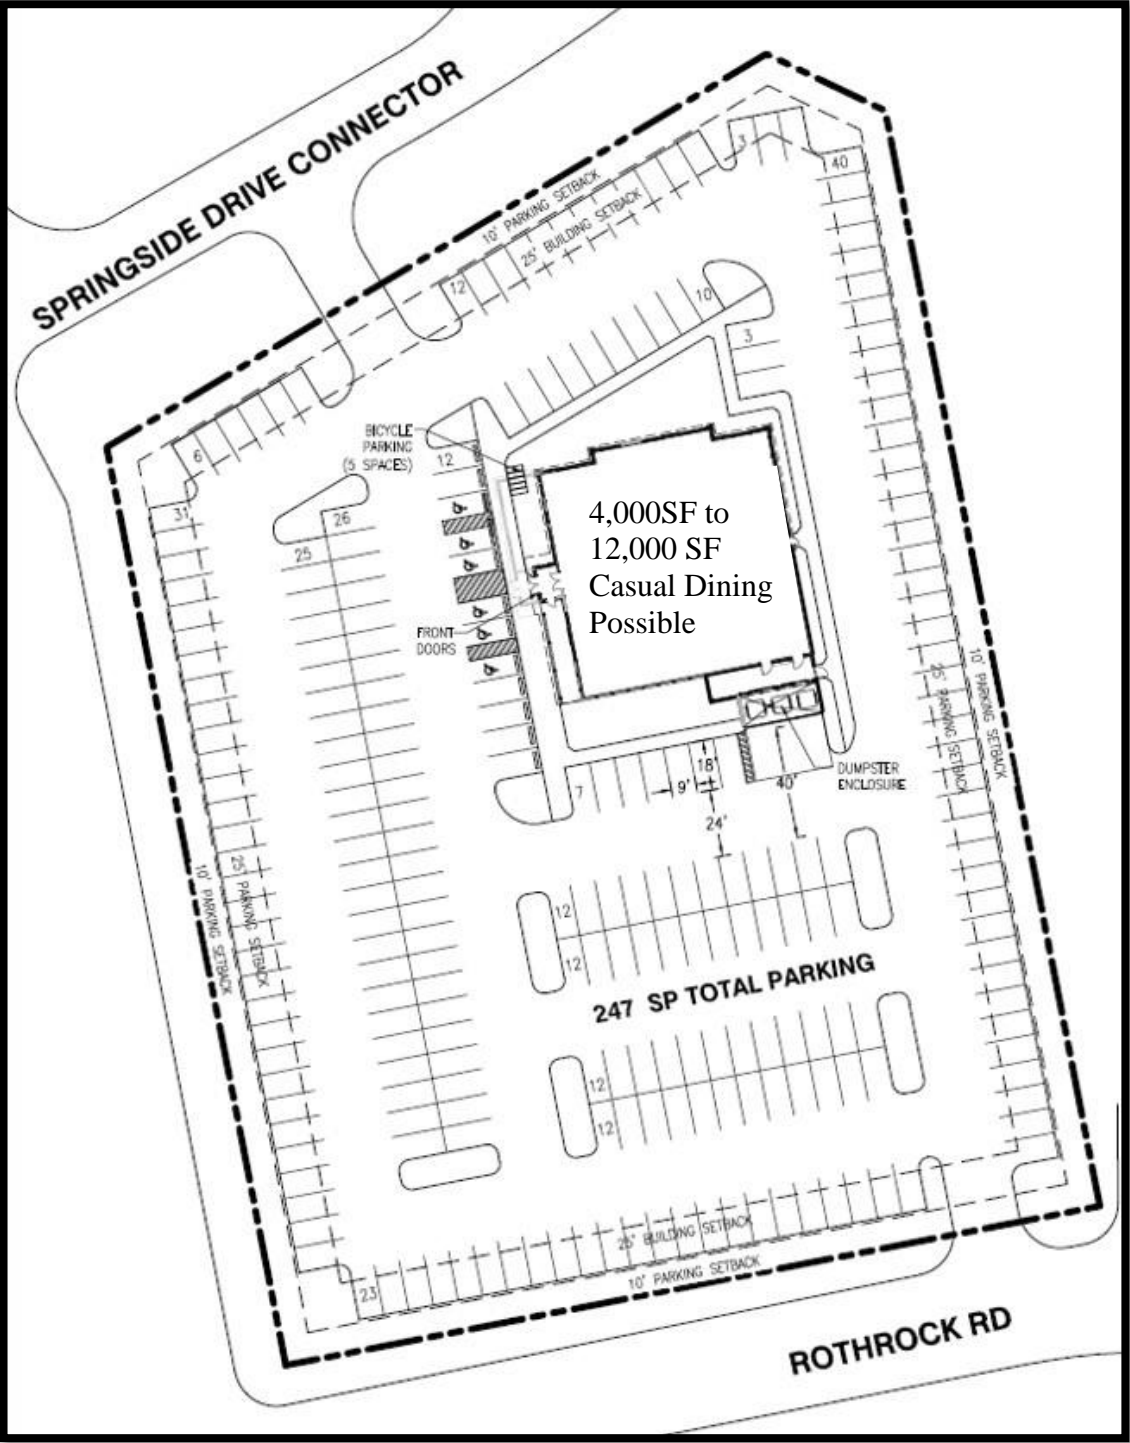 SPRINGSIDE DRIVE CONNECTOR
3
40
10' PARKING SETBACK
25' BUILDING SETBACK
12
10
3
6
BICYCLE
PARKING
(5 SPACES)
12
31
26
25
4,000SF to
12,000 SF
Casual Dining
Possible
FRONT
DOORS
10' PARKING SETBACK
25' PARKING SETBACK
DUMPSTER
ENCLOSURE
7
18'
9'
40'
24'
10' PARKING SETBACK
25' PARKING SETBACK
12
12
247 SP TOTAL PARKING
12
12
25' BUILDING SETBACK
10' PARKING SETBACK
23
ROTHROCK RD